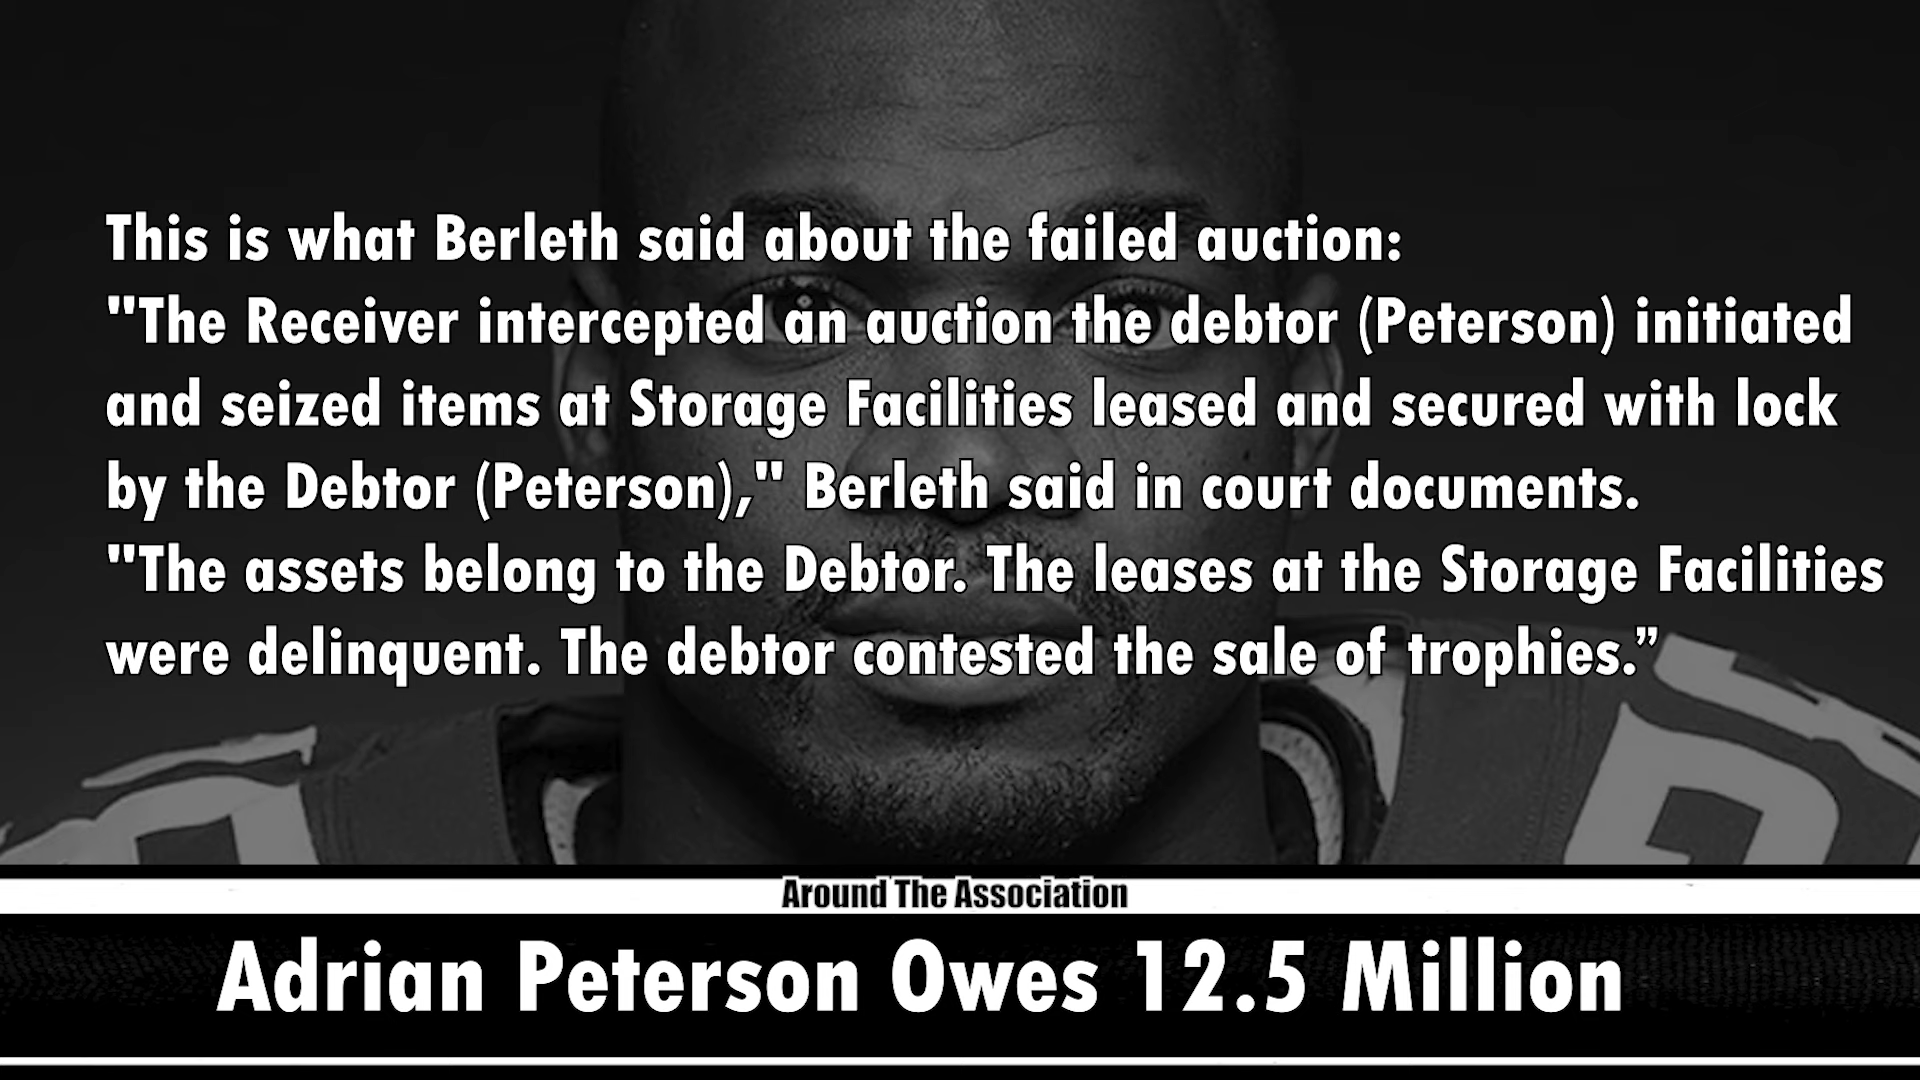 This is what Berleth said about the failed auction:
"The Receiver intercepted an auction the debtor (Peterson) initiated
and seized items at Storage Facilities leased and secured with lock
by the Debtor (Peterson)," Berleth said in court documents.
"The assets belong to the Debtor. The leases at the Storage Facilities
were delinquent. The debtor contested the sale of trophies.”
Around The Association
Adrian Peterson Owes 12.5 Million